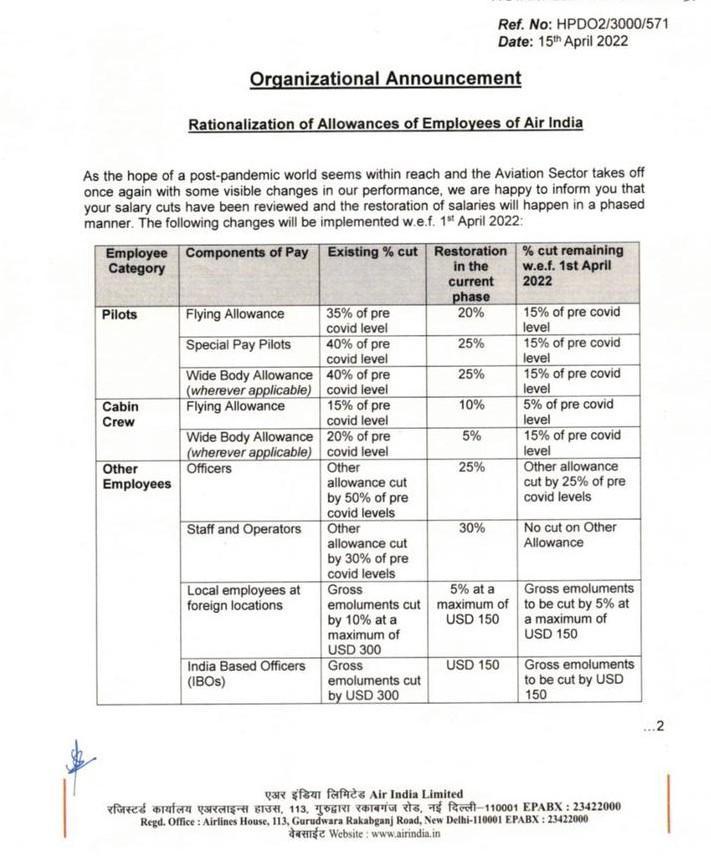 Ref. No: HPDO2/3000/571
Date: 15th April 2022
Organizational Announcement
Rationalization of Allowances of Employees of Air India
As the hope of a post-pandemic world seems within reach and the Aviation Sector takes off
once again with some visible changes in our performance, we are happy to inform you that
your salary cuts have been reviewed and the restoration of salaries will happen in a phased
manner. The following changes will be implemented w.e.f. 1st April 2022:
Employee Category | Components of Pay | Existing % cut | Restoration in the current phase | % cut remaining w.e.f. 1st April 2022
Pilots | Flying Allowance | 35% of pre covid level | 20% | 15% of pre covid level
Special Pay Pilots | 40% of pre covid level | 25% | 15% of pre covid level
Wide Body Allowance (wherever applicable) | 40% of pre covid level | 25% | 15% of pre covid level
Cabin Crew | Flying Allowance | 15% of pre covid level | 10% | 5% of pre covid level
Wide Body Allowance (wherever applicable) | 20% of pre covid level | 5% | 15% of pre covid level
Other Employees | Officers | Other allowance cut by 50% of pre covid levels | 25% | Other allowance cut by 25% of pre covid levels
Staff and Operators | Other allowance cut by 30% of pre covid levels | 30% | No cut on Other Allowance
Local employees at foreign locations | Gross emoluments cut by 10% at a maximum of USD 300 | 5% at a maximum of USD 150 | Gross emoluments to be cut by 5% at a maximum of USD 150
India Based Officers (IBOs) | Gross emoluments cut by USD 300 | USD 150 | Gross emoluments to be cut by USD 150
...2
एअर इंडिया लिमिटेड Air India Limited
रजिस्टर्ड कार्यालय एअरलाइन्स हाउस, 113, गुरुद्वारा रकाबगंज रोड, नई दिल्ली–110001 EPABX : 23422000
Regd. Office : Airlines House, 113, Gurudwara Rakabganj Road, New Delhi-110001 EPABX : 23422000
वेबसाईट Website : www.airindia.in